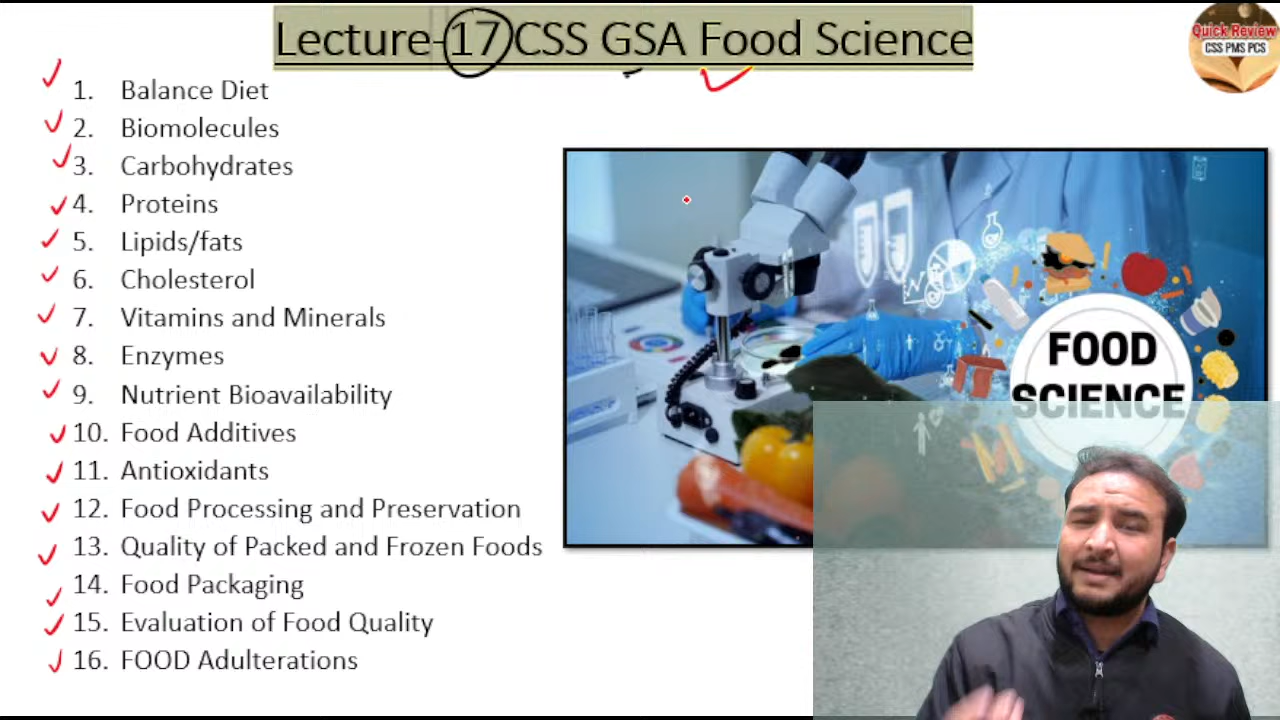 Lecture-17 CSS GSA Food Science
Quick Review
CSS PMS PCS
1. Balance Diet
2. Biomolecules
3. Carbohydrates
4. Proteins
5. Lipids/fats
6. Cholesterol
7. Vitamins and Minerals
8. Enzymes
9. Nutrient Bioavailability
10. Food Additives
11. Antioxidants
12. Food Processing and Preservation
13. Quality of Packed and Frozen Foods
14. Food Packaging
15. Evaluation of Food Quality
16. FOOD Adulterations
FOOD
SCIENCE